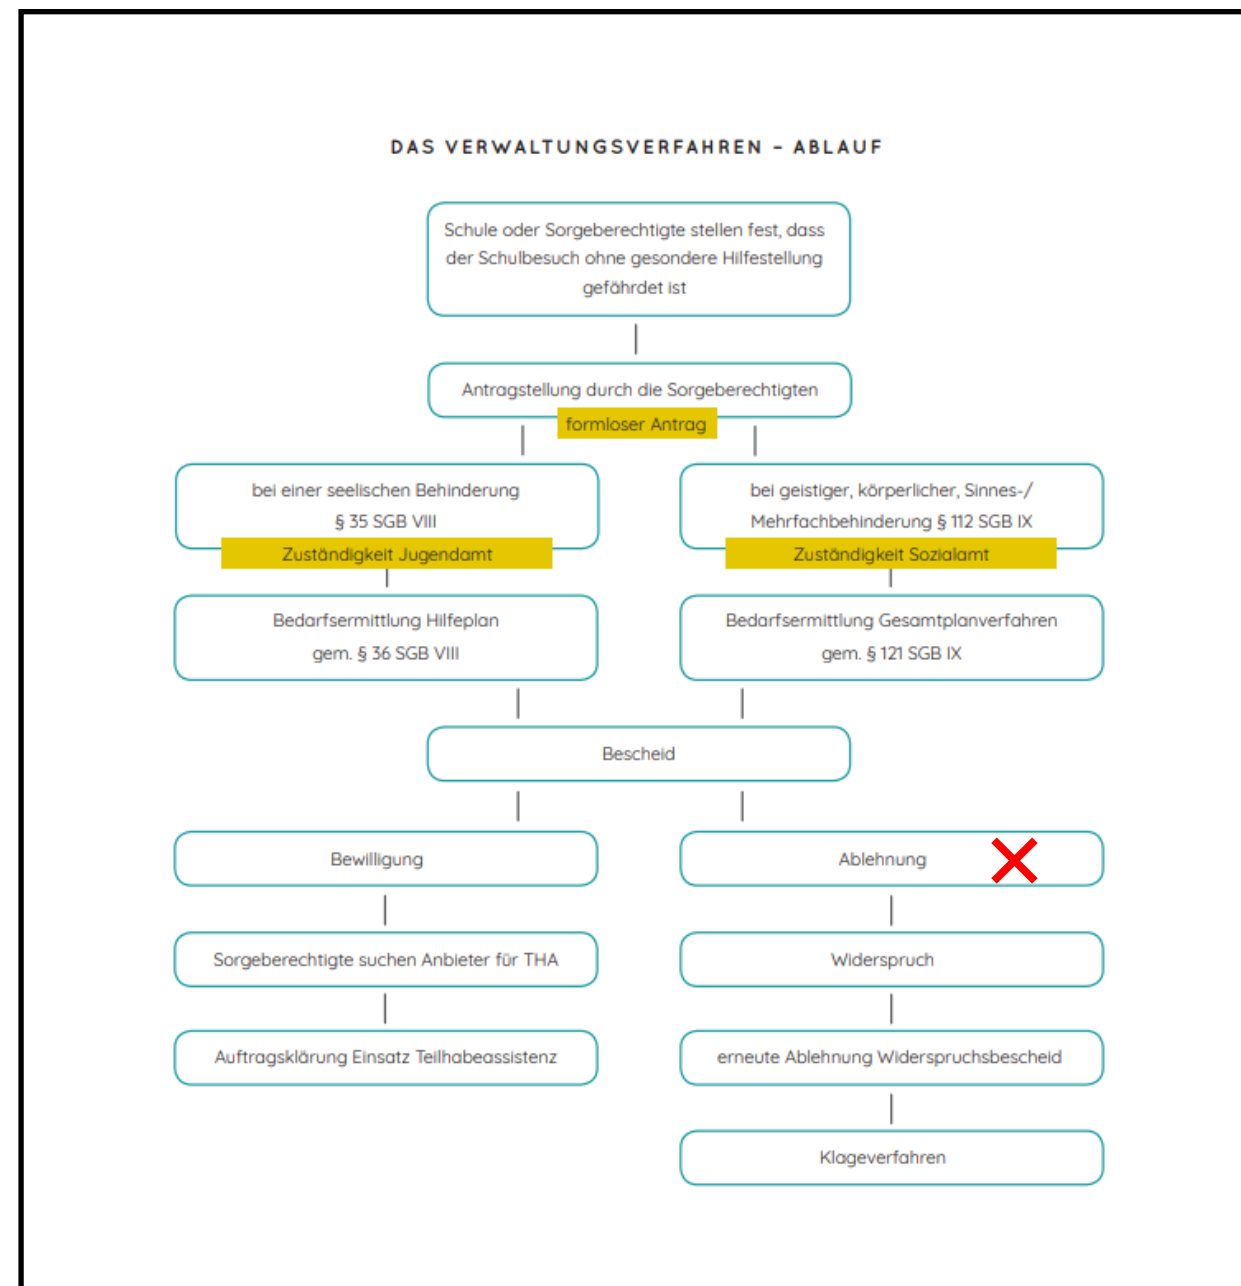 DAS VERWALTUNGSVERFAHREN – ABLAUF
Schule oder Sorgeberechtigte stellen fest, dass
der Schulbesuch ohne gesondere Hilfestellung
gefährdet ist
Antragstellung durch die Sorgeberechtigten
formloser Antrag
bei einer seelischen Behinderung
§ 35 SGB VIII
Zuständigkeit Jugendamt
bei geistiger, körperlicher, Sinnes-/
Mehrfachbehinderung § 112 SGB IX
Zuständigkeit Sozialamt
Bedarfsermittlung Hilfeplan
gem. § 36 SGB VIII
Bedarfsermittlung Gesamtplanverfahren
gem. § 121 SGB IX
Bescheid
Bewilligung
Ablehnung
Sorgeberechtigte suchen Anbieter für THA
Widerspruch
Auftragsklärung Einsatz Teilhabeassistenz
erneute Ablehnung Widerspruchsbescheid
Klageverfahren